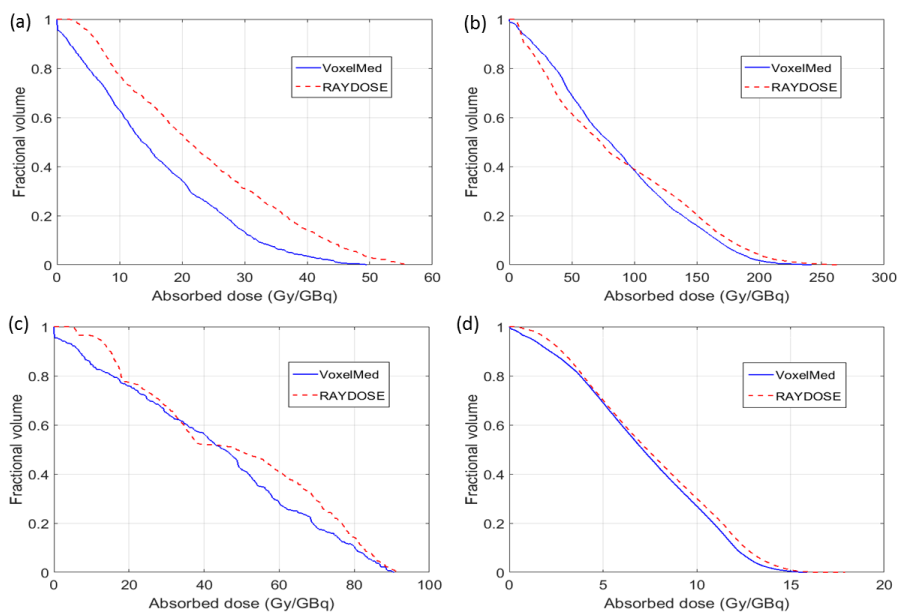 (a)
1
0.8
0.6
0.4
0.2
0
Fractional volume
VoxelMed
RAYDOSE
0 10 20 30 40 50 60
Absorbed dose (Gy/GBq)
(b)
1
0.8
0.6
0.4
0.2
0
Fractional volume
VoxelMed
RAYDOSE
0 50 100 150 200 250 300
Absorbed dose (Gy/GBq)
(c)
1
0.8
0.6
0.4
0.2
0
Fractional volume
VoxelMed
RAYDOSE
0 20 40 60 80 100
Absorbed dose (Gy/GBq)
(d)
1
0.8
0.6
0.4
0.2
0
Fractional volume
VoxelMed
RAYDOSE
0 5 10 15 20
Absorbed dose (Gy/GBq)